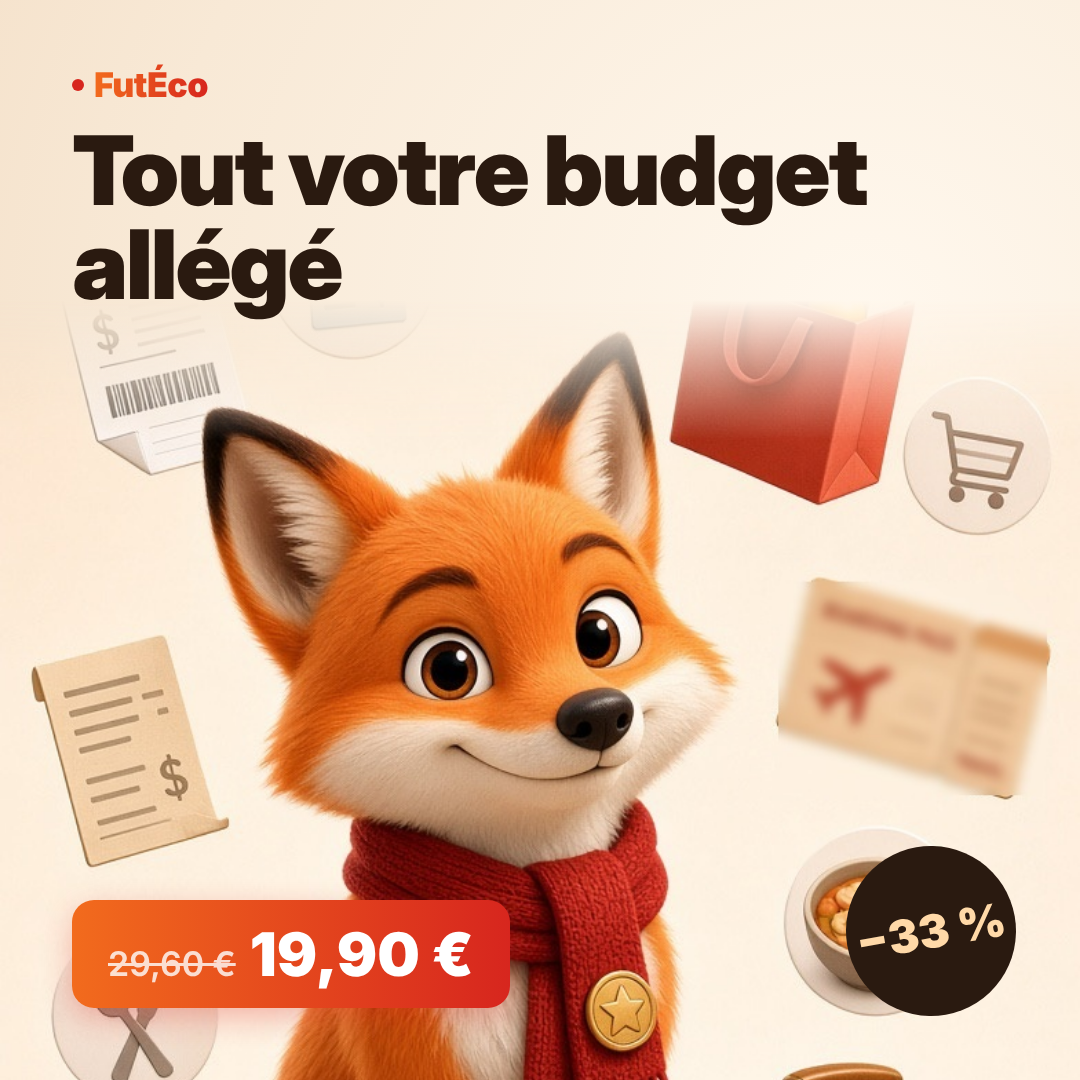 • FutÉco
Tout votre budget
allégé
$
$
29,60 € 19,90 €
−33 %